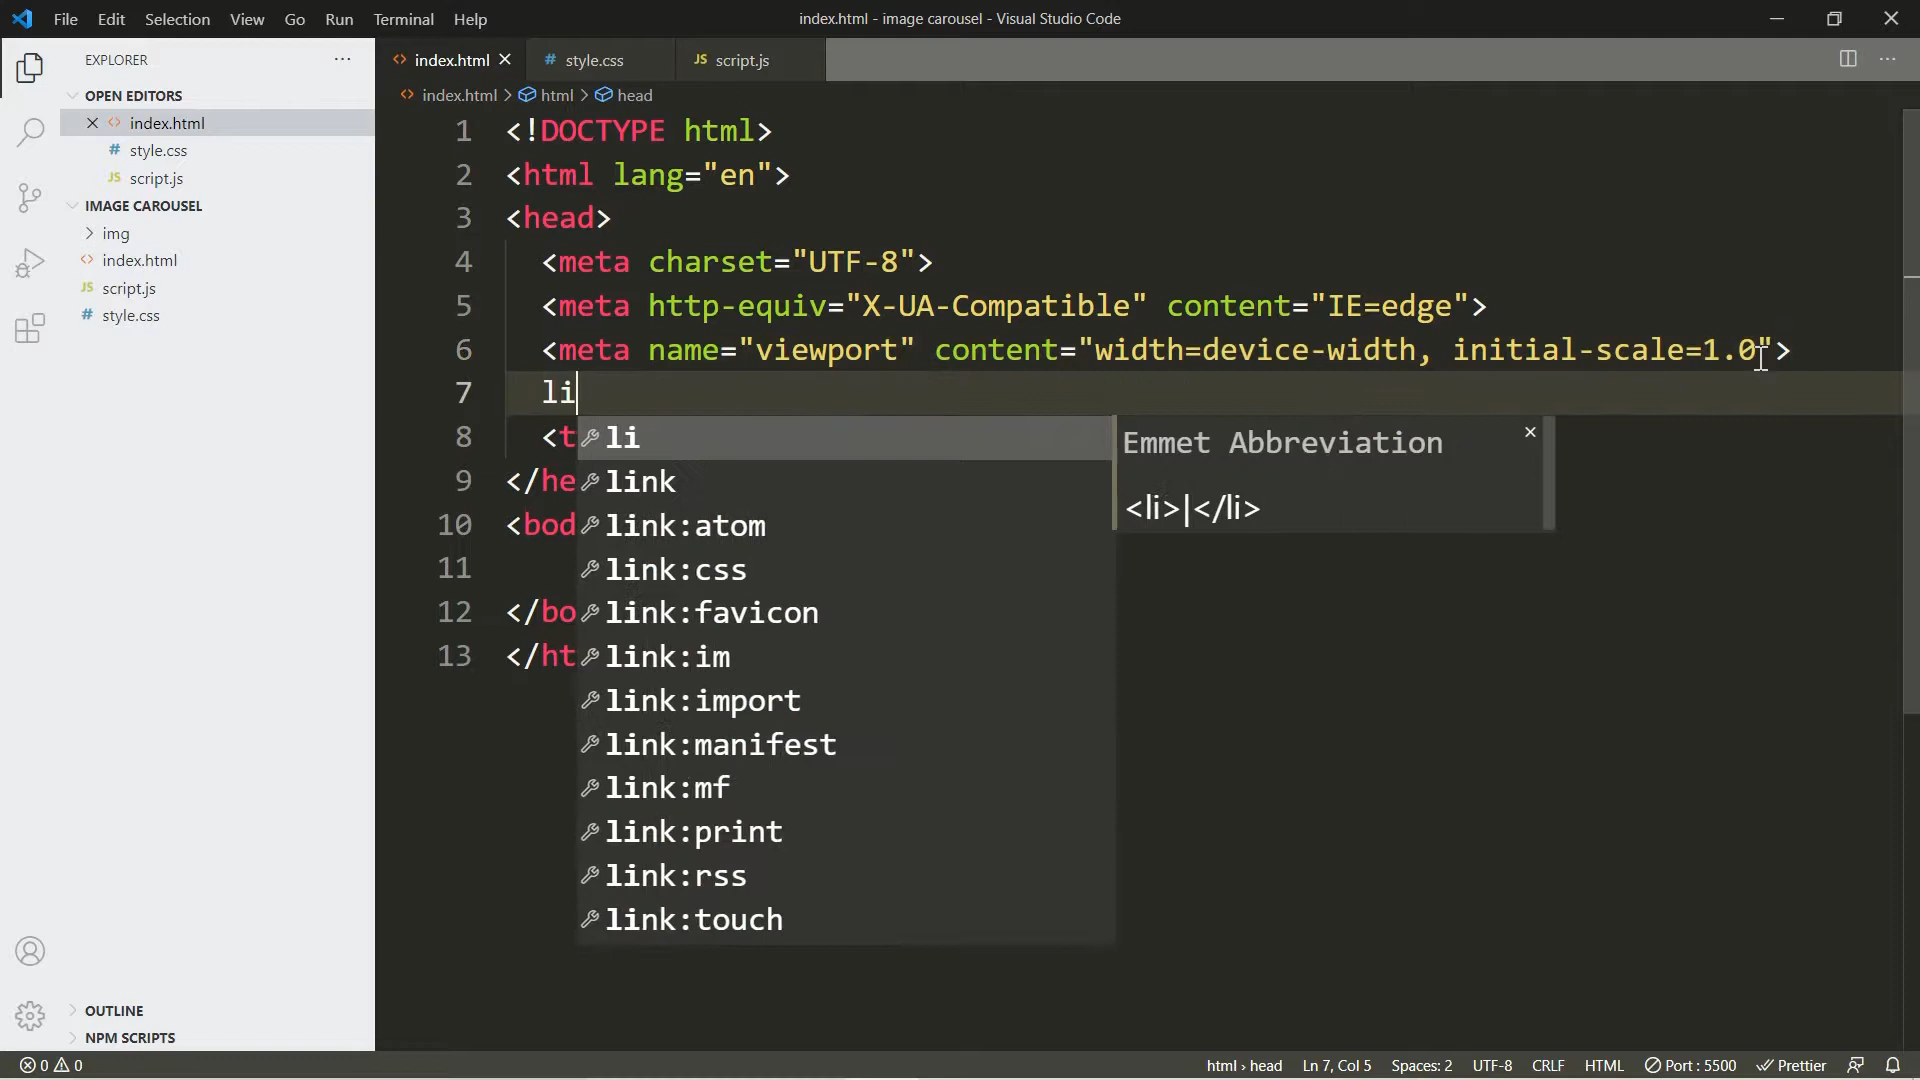 File Edit Selection View Go Run Terminal Help
index.html - image carousel - Visual Studio Code
EXPLORER
OPEN EDITORS
index.html
style.css
script.js
IMAGE CAROUSEL
img
index.html
script.js
style.css
OUTLINE
NPM SCRIPTS
index.html style.css script.js
index.html > html > head
1 <!DOCTYPE html>
2 <html lang="en">
3 <head>
4 <meta charset="UTF-8">
5 <meta http-equiv="X-UA-Compatible" content="IE=edge">
6 <meta name="viewport" content="width=device-width, initial-scale=1.0">
7 li
8 <t
9 </he
10 <bod
11
12 </bo
13 </ht
li
link
link:atom
link:css
link:favicon
link:im
link:import
link:manifest
link:mf
link:print
link:rss
link:touch
Emmet Abbreviation
<li>|</li>
0 0 html › head Ln 7, Col 5 Spaces: 2 UTF-8 CRLF HTML Port : 5500 Prettier